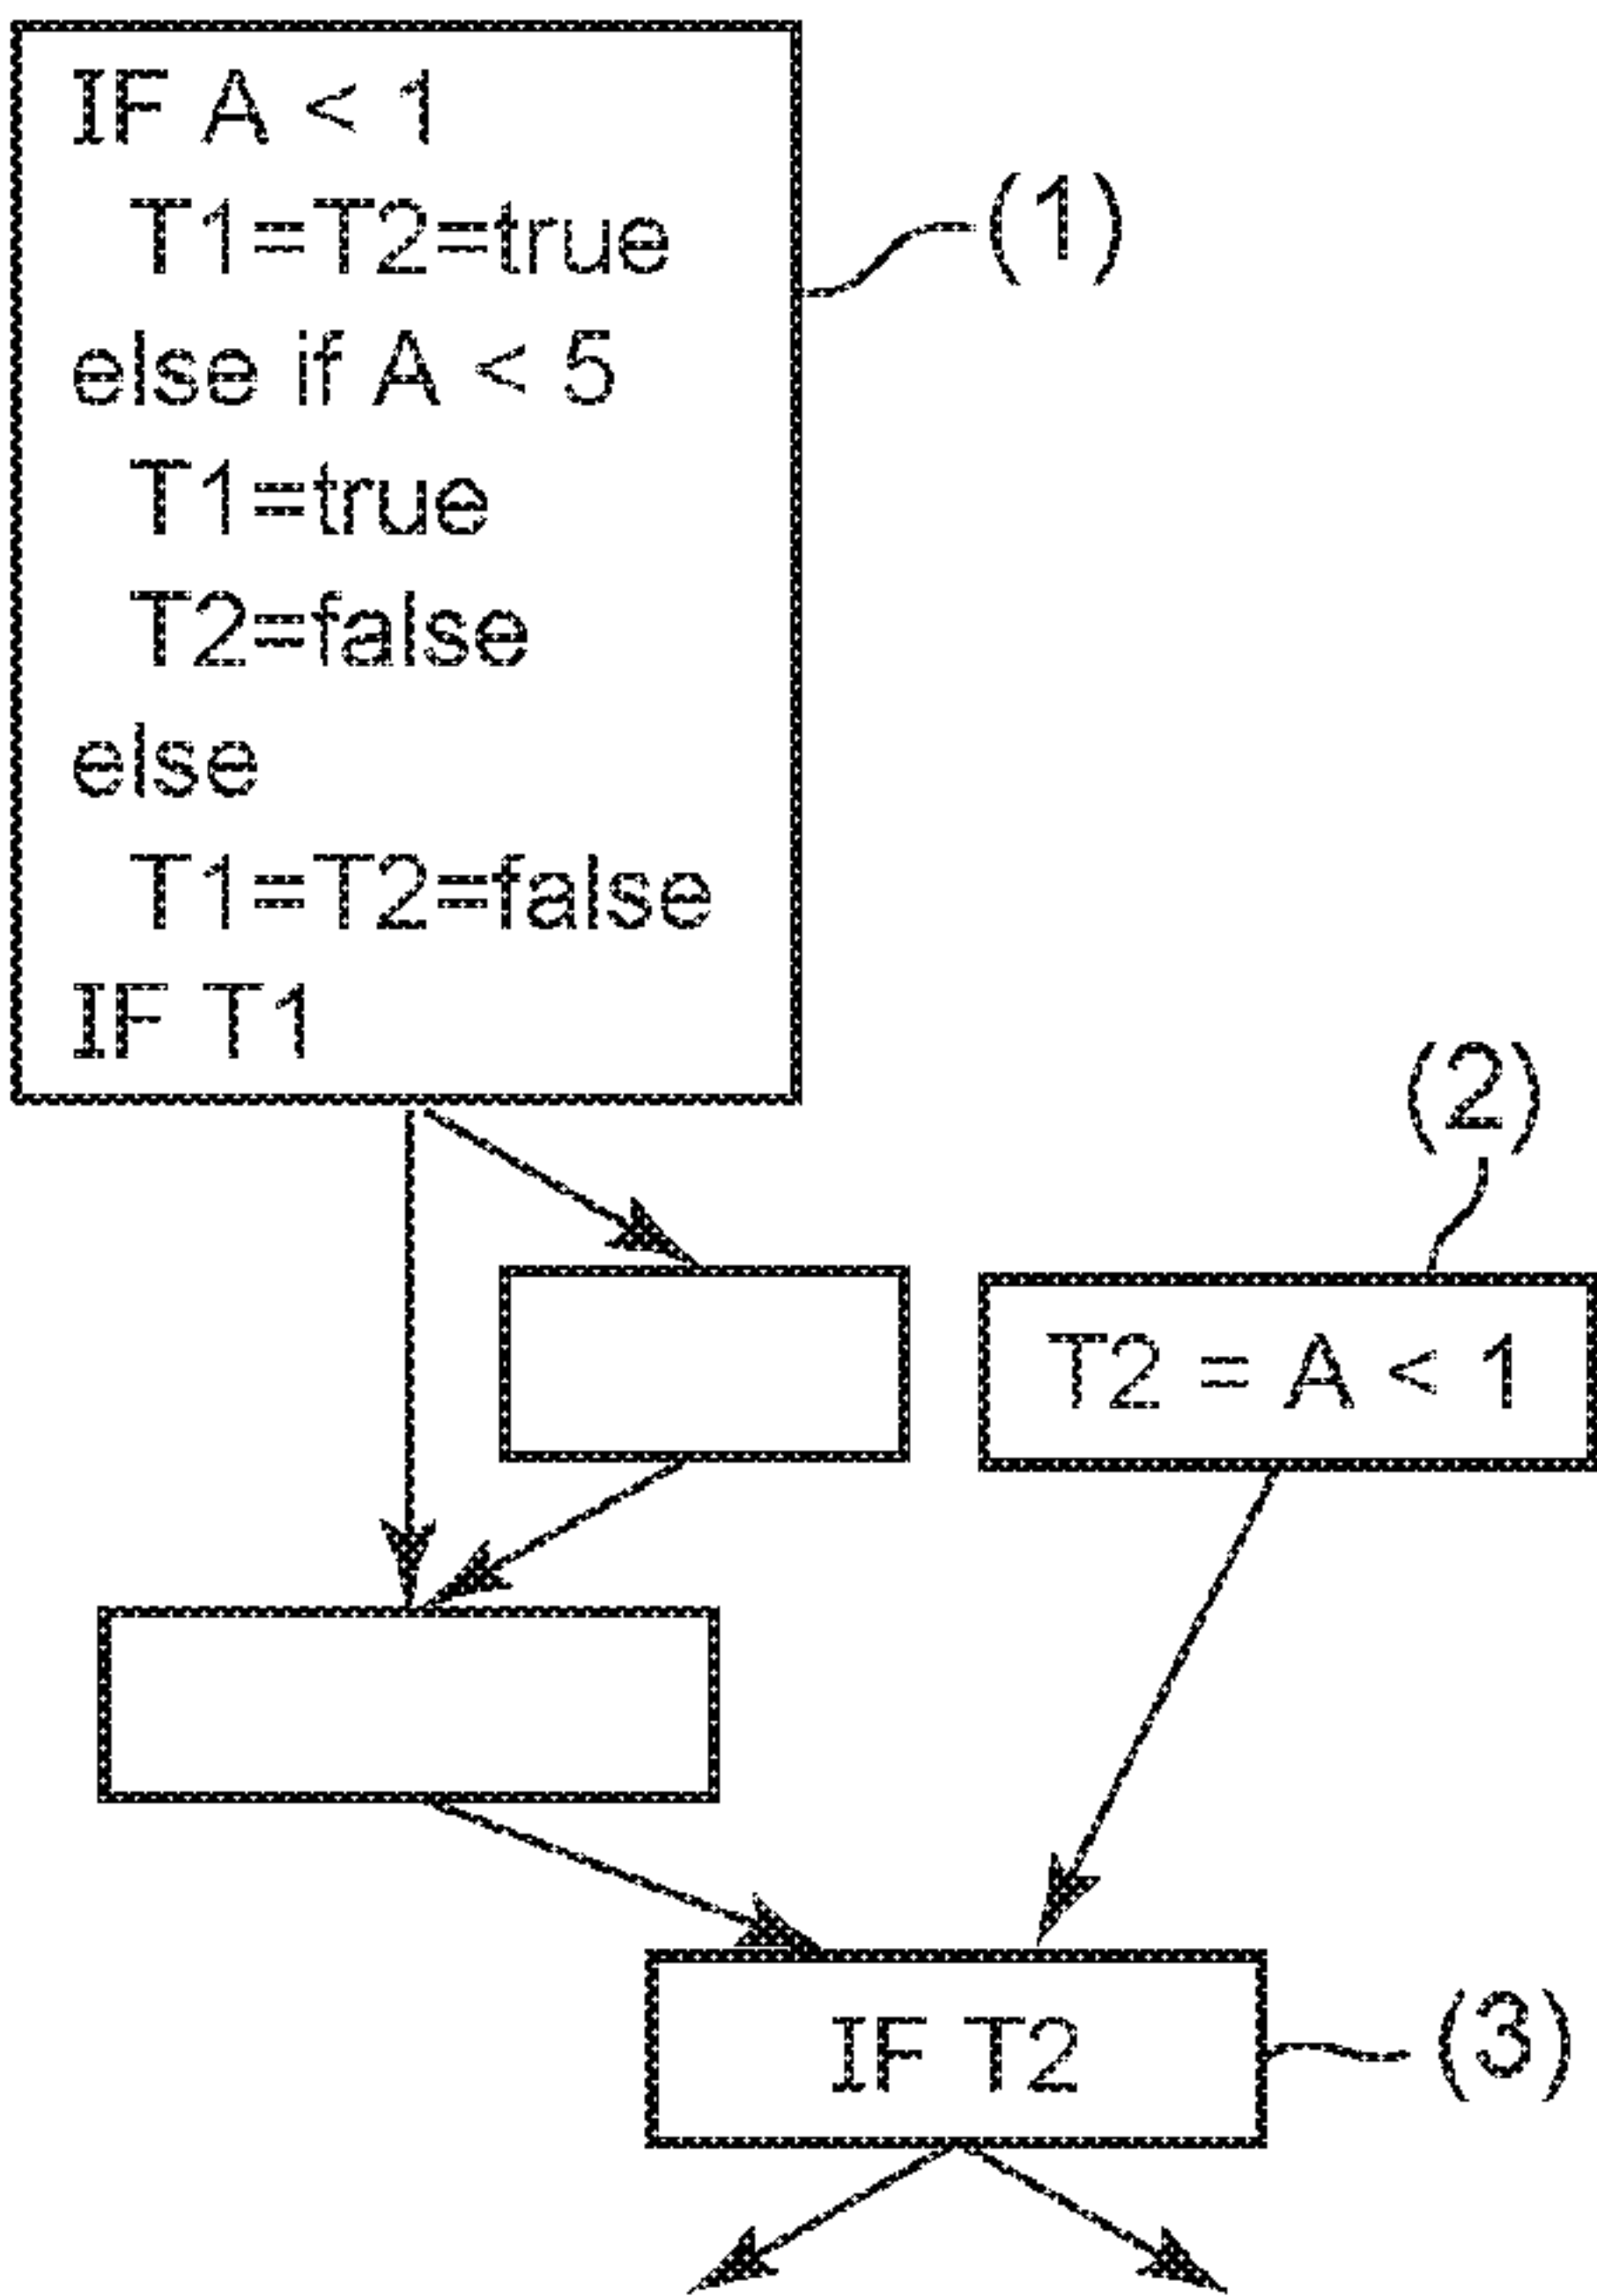 IF A < 1
T1=T2=true
else if A < 5
T1=true
T2=false
else
T1=T2=false
IF T1
(1)
(2)
T2 = A < 1
IF T2
(3)